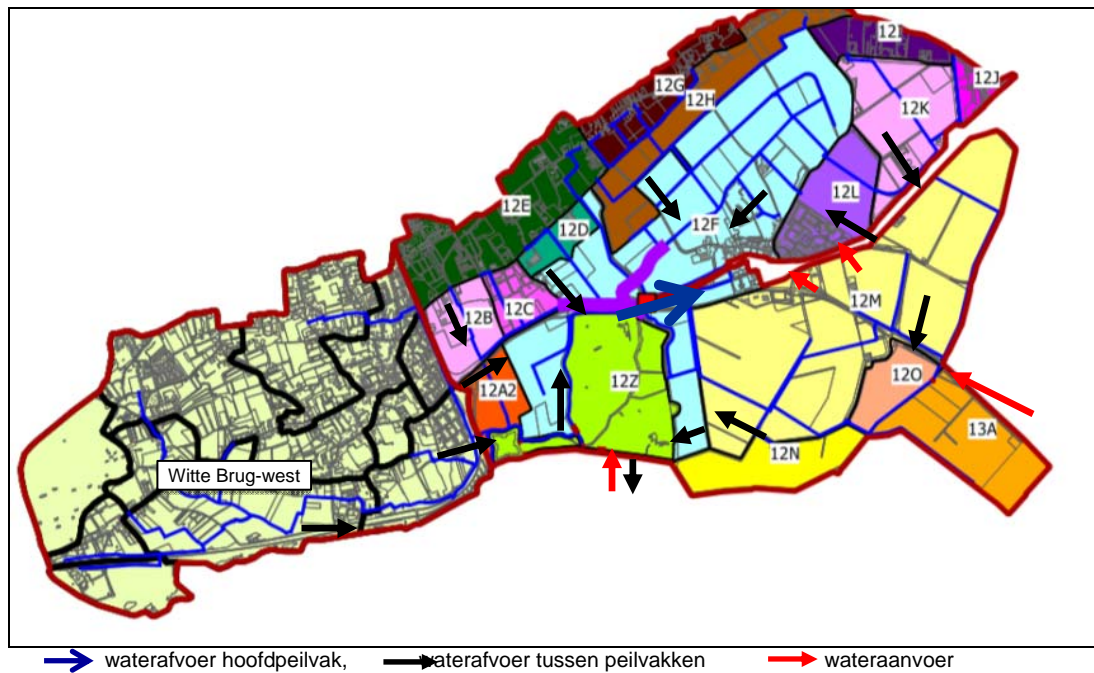 12I
12J
12G
12H
12K
12E
12L
12D
12F
12M
12B
12C
12O
12A2
12Z
13A
12N
Witte Brug-west
waterafvoer hoofdpeilvak,
waterafvoer tussen peilvakken
wateraanvoer